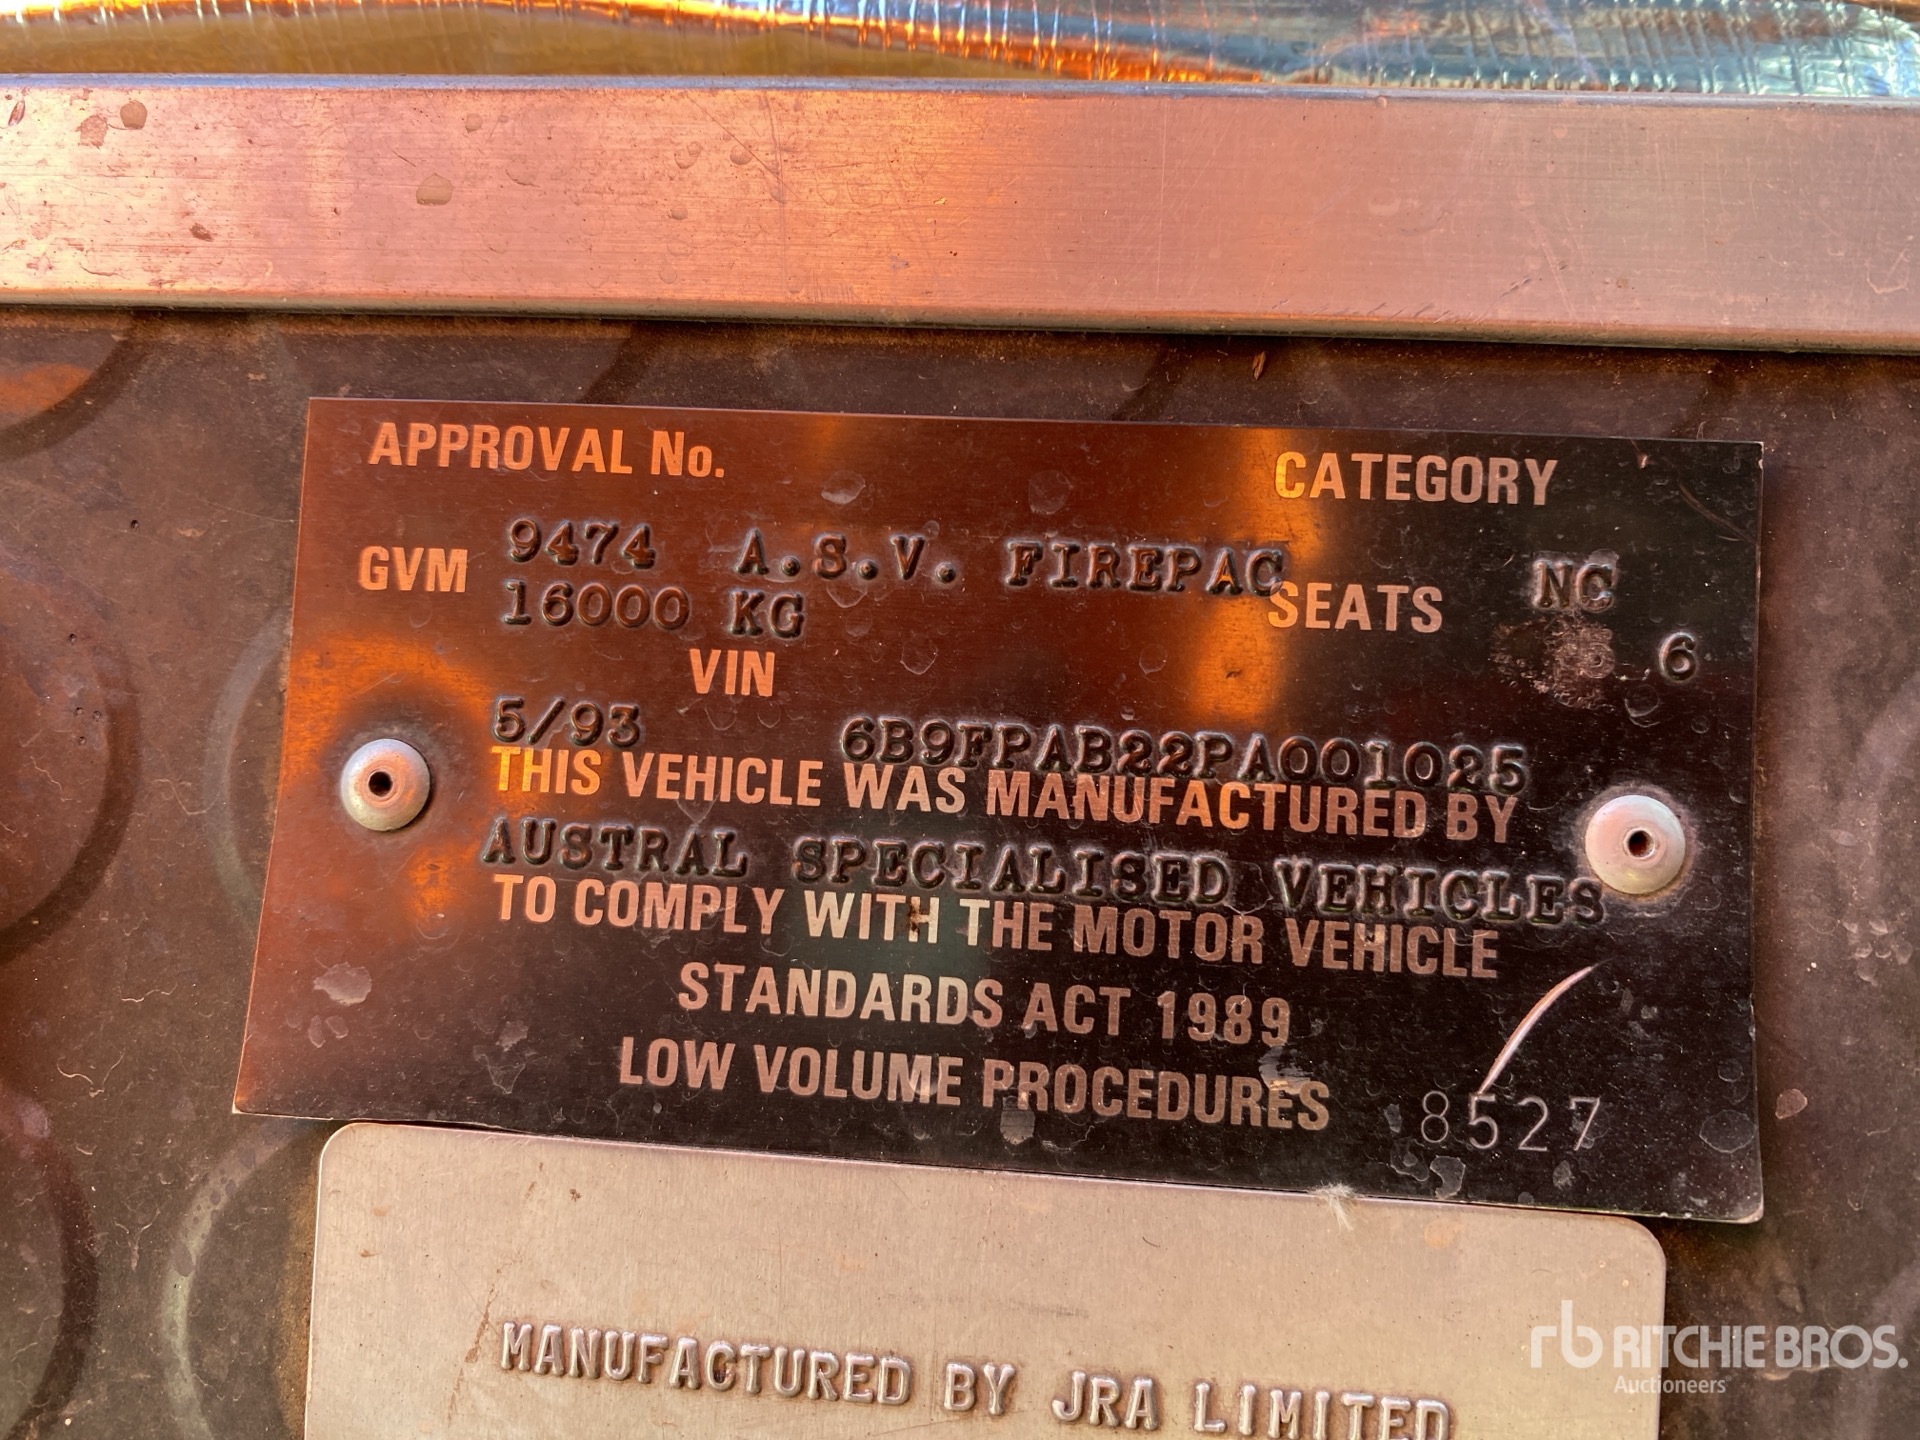 APPROVAL No. CATEGORY
9474 A.S.V. FIREPAC NC
GVM 16000 KG SEATS 6
VIN
5/93 6B9FPAB22PA001025
THIS VEHICLE WAS MANUFACTURED BY
AUSTRAL SPECIALISED VEHICLES
TO COMPLY WITH THE MOTOR VEHICLE
STANDARDS ACT 1989
LOW VOLUME PROCEDURES 8527
MANUFACTURED BY JRA LIMITED
rb RITCHIE BROS.
Auctioneers